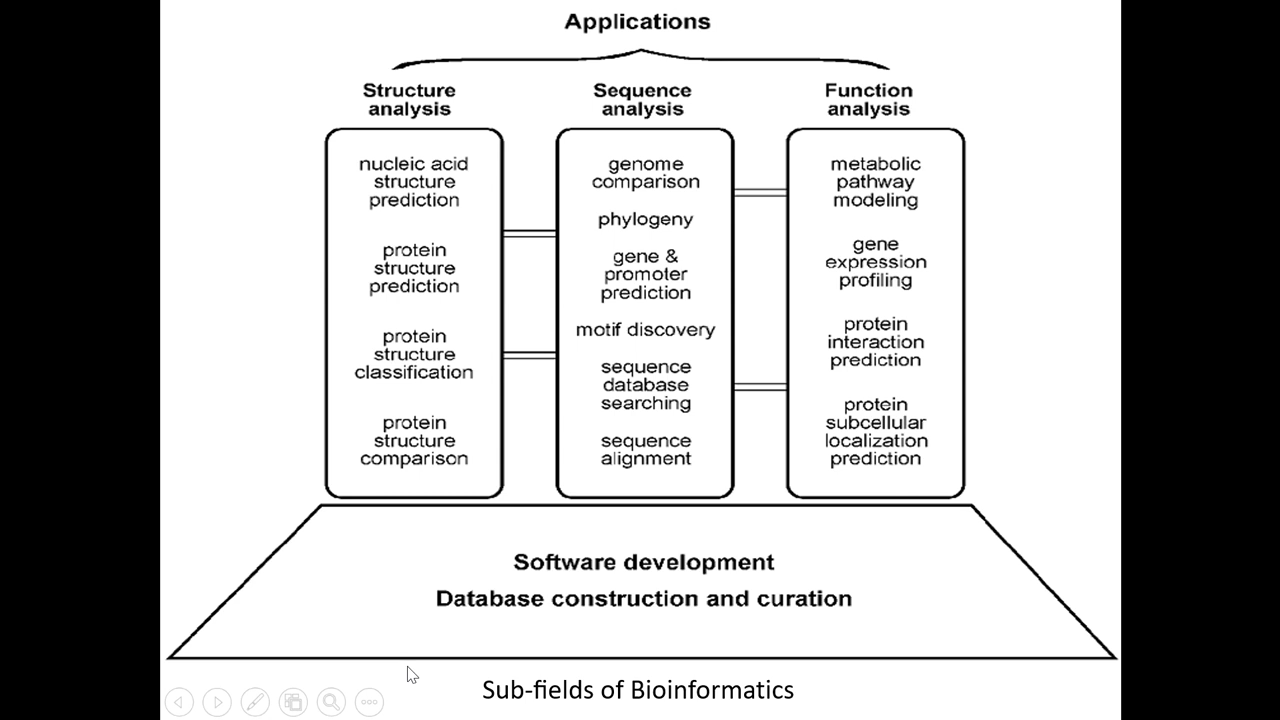 Applications
Structure
analysis
nucleic acid
structure
prediction
protein
structure
prediction
protein
structure
classification
protein
structure
comparison
Sequence
analysis
genome
comparison
phylogeny
gene &
promoter
prediction
motif discovery
sequence
database
searching
sequence
alignment
Function
analysis
metabolic
pathway
modeling
gene
expression
profiling
protein
interaction
prediction
protein
subcellular
localization
prediction
Software development
Database construction and curation
Sub-fields of Bioinformatics